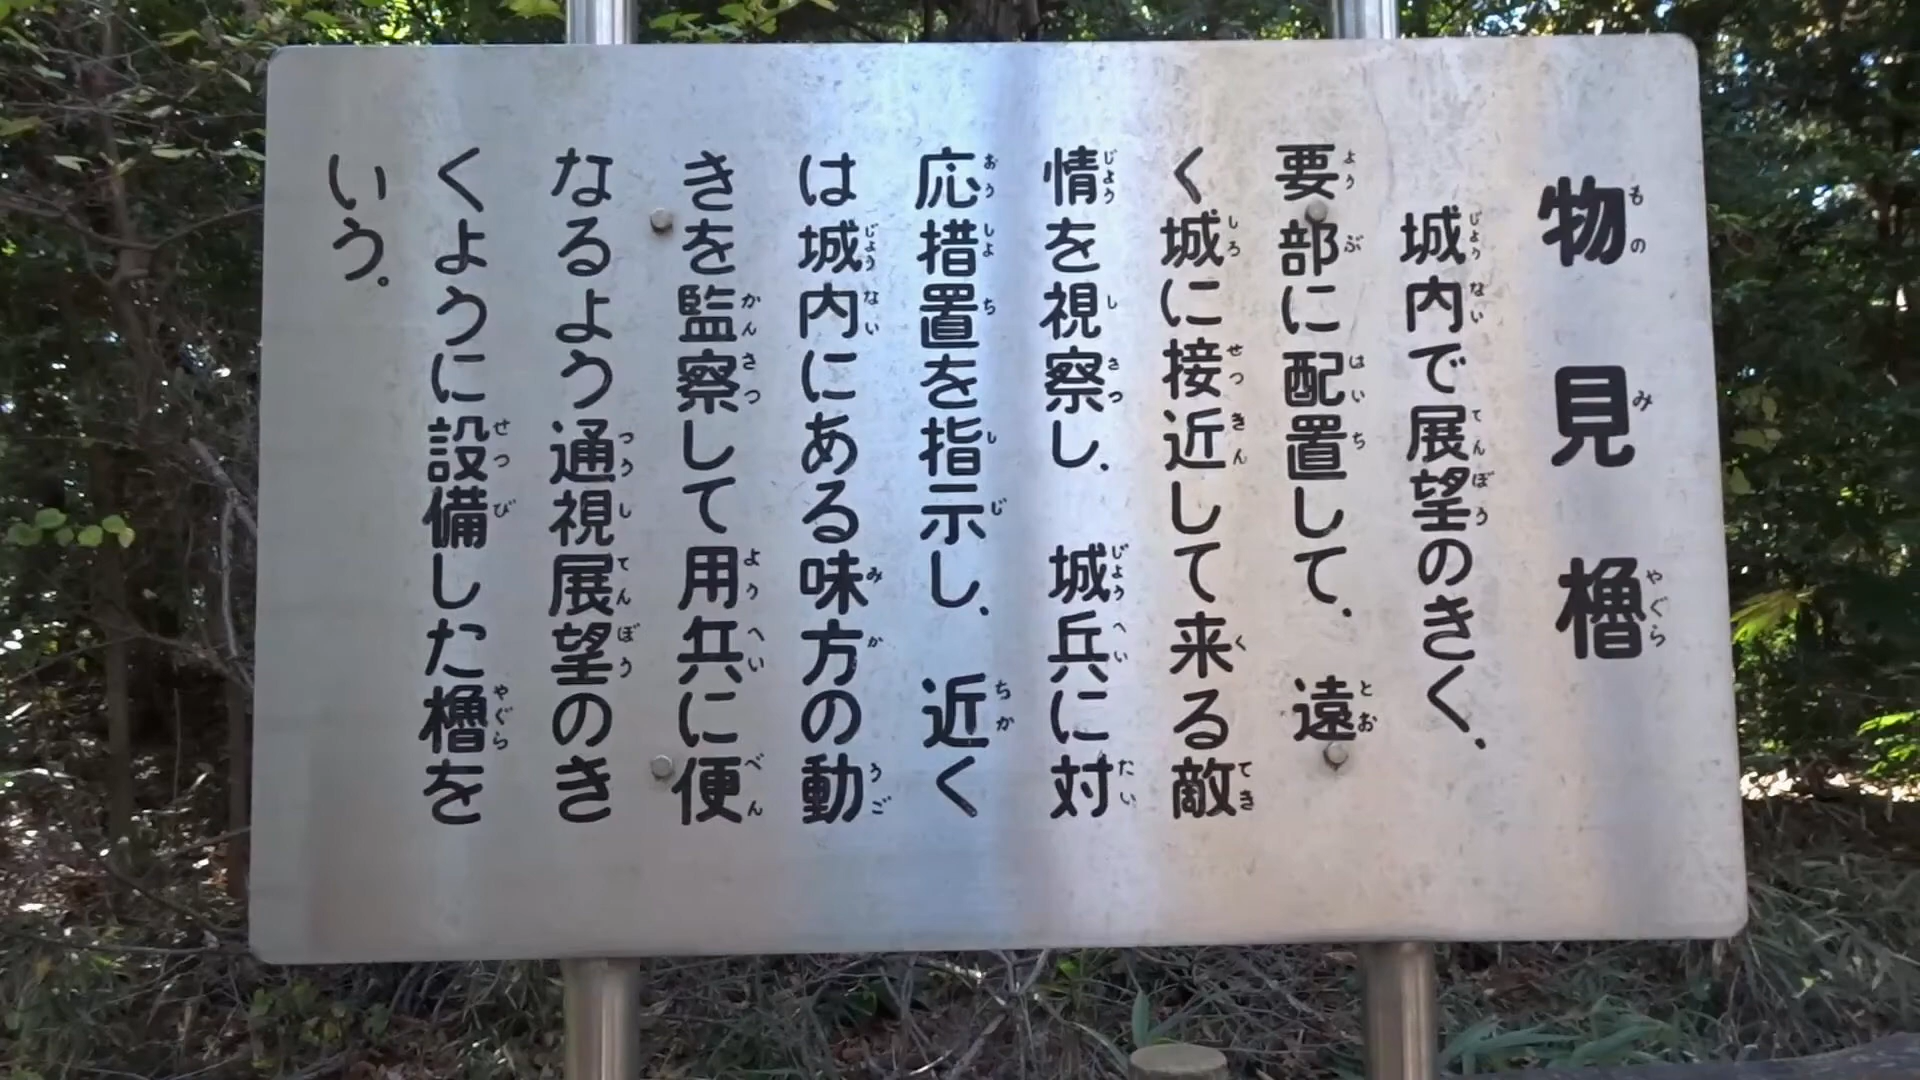 物見櫓
城内で展望のきく、
要部に配置して、遠
く城に接近して来る敵
情を視察し、城兵に対
応措置を指示し、近く
は城内にある味方の動
きを監察して用兵に便
なるよう通視展望のき
くように設備した櫓を
いう。